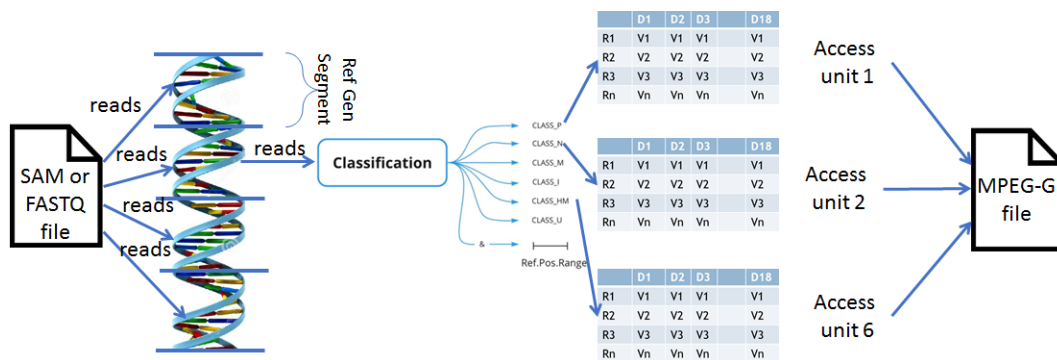 SAM or
FASTQ
file
reads
reads
reads
reads
Ref Gen
Segment
reads
Classification
CLASS_P
CLASS_N
CLASS_M
CLASS_I
CLASS_HM
CLASS_U
&
Ref.Pos.Range
D1 D2 D3 D18
R1 V1 V1 V1 V1
R2 V2 V2 V2 V2
R3 V3 V3 V3 V3
Rn Vn Vn Vn Vn
D1 D2 D3 D18
R1 V1 V1 V1 V1
R2 V2 V2 V2 V2
R3 V3 V3 V3 V3
Rn Vn Vn Vn Vn
D1 D2 D3 D18
R1 V1 V1 V1 V1
R2 V2 V2 V2 V2
R3 V3 V3 V3 V3
Rn Vn Vn Vn Vn
Access
unit 1
Access
unit 2
Access
unit 6
MPEG-G
file